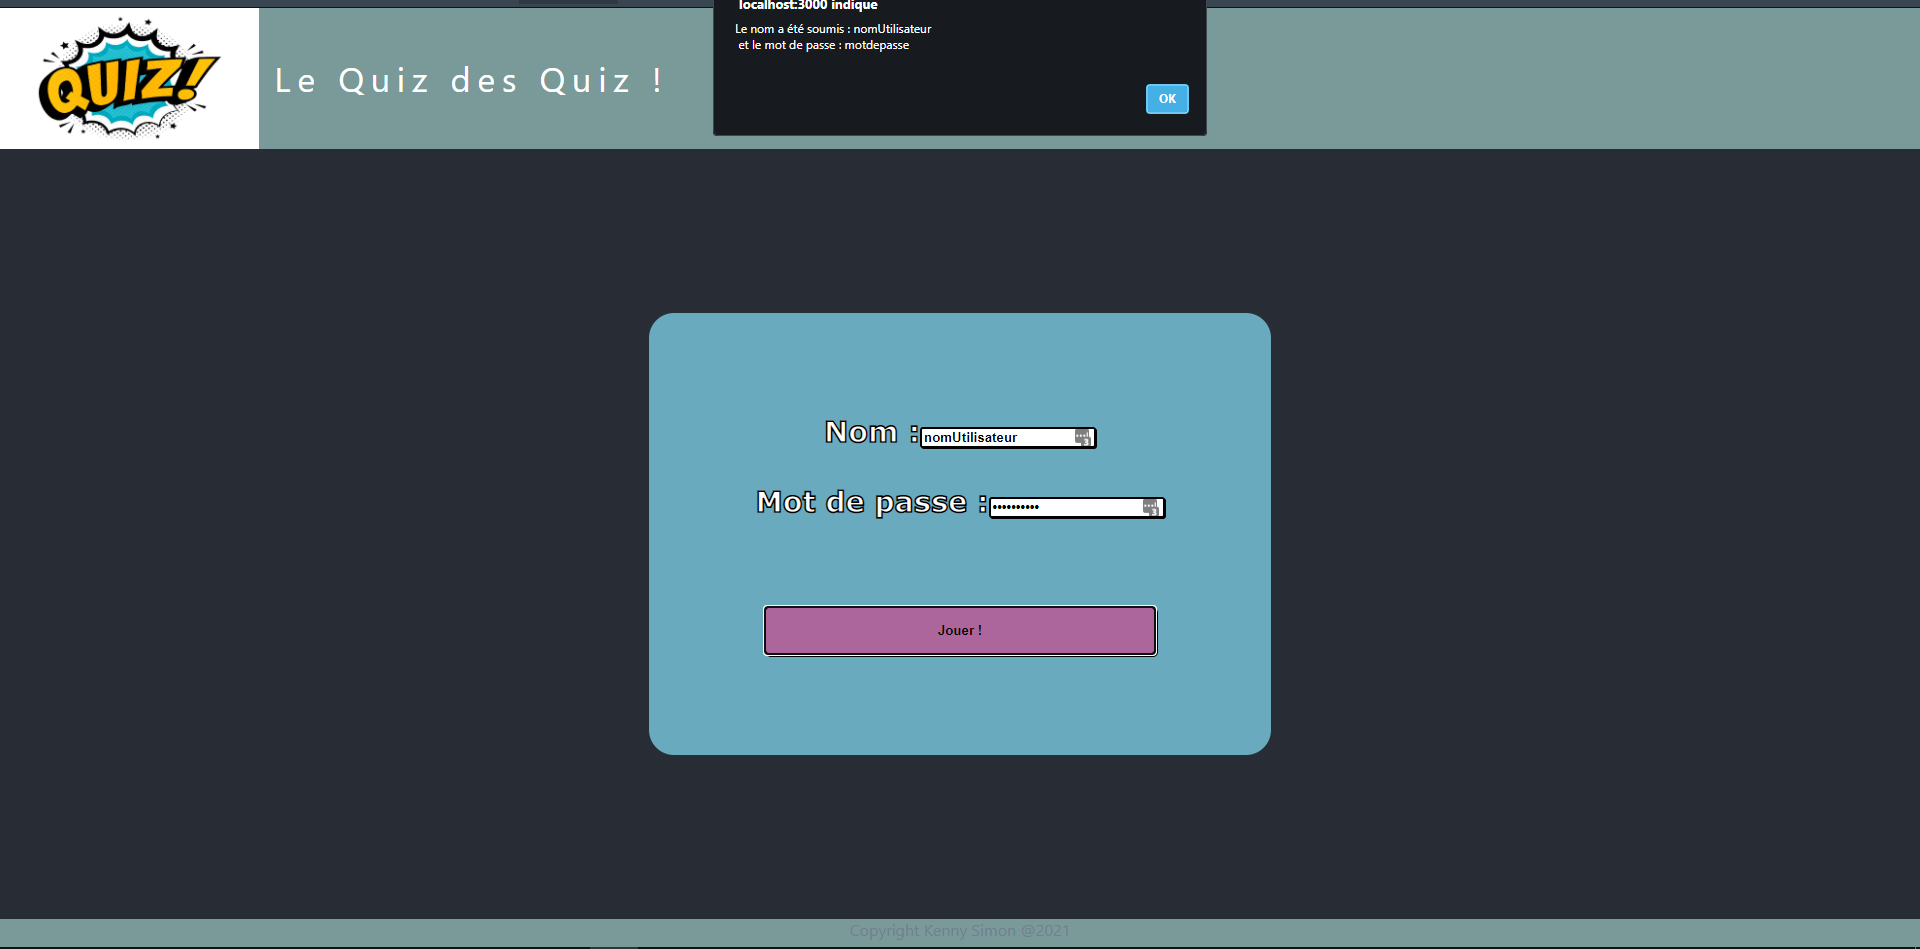 localhost:3000 indique
Le nom a été soumis : nomUtilisateur
et le mot de passe : motdepasse
OK
QUIZ!
Le Quiz des Quiz !
Nom :
nomUtilisateur
Mot de passe :
••••••••••
Jouer !
Copyright Kenny Simon @2021